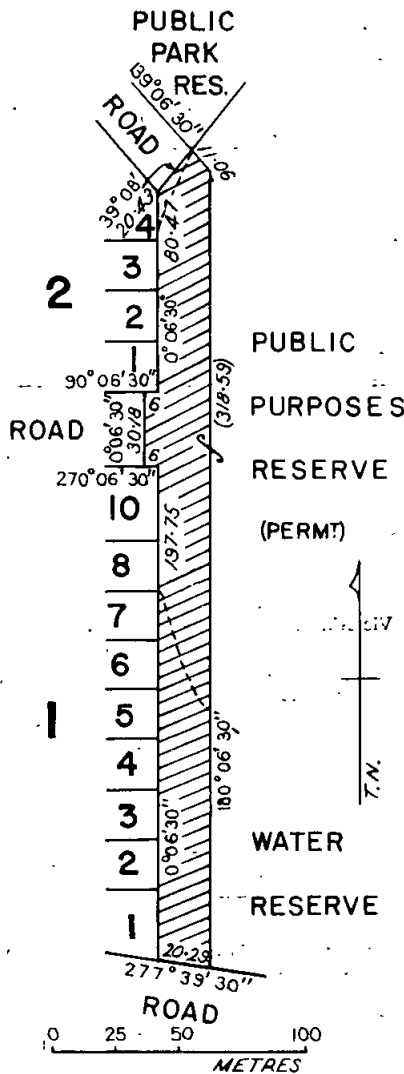 PUBLIC
PARK
RES.
139°06'30"
ROAD
11·06
39°08'
20·43
4
80·47
3
2
2
0°06'30"
1
PUBLIC
(318·59)
90°06'30"
6
PURPOSES
ROAD
0°06'30"
30·18
6
270°06'30"
RESERVE
10
197·75
(PERMT)
8
7
6
1
5
180°06'30"
4
T.N.
3
0°06'30"
WATER
2
1
RESERVE
20·23
277°39'30"
ROAD
0 50 100
METRES